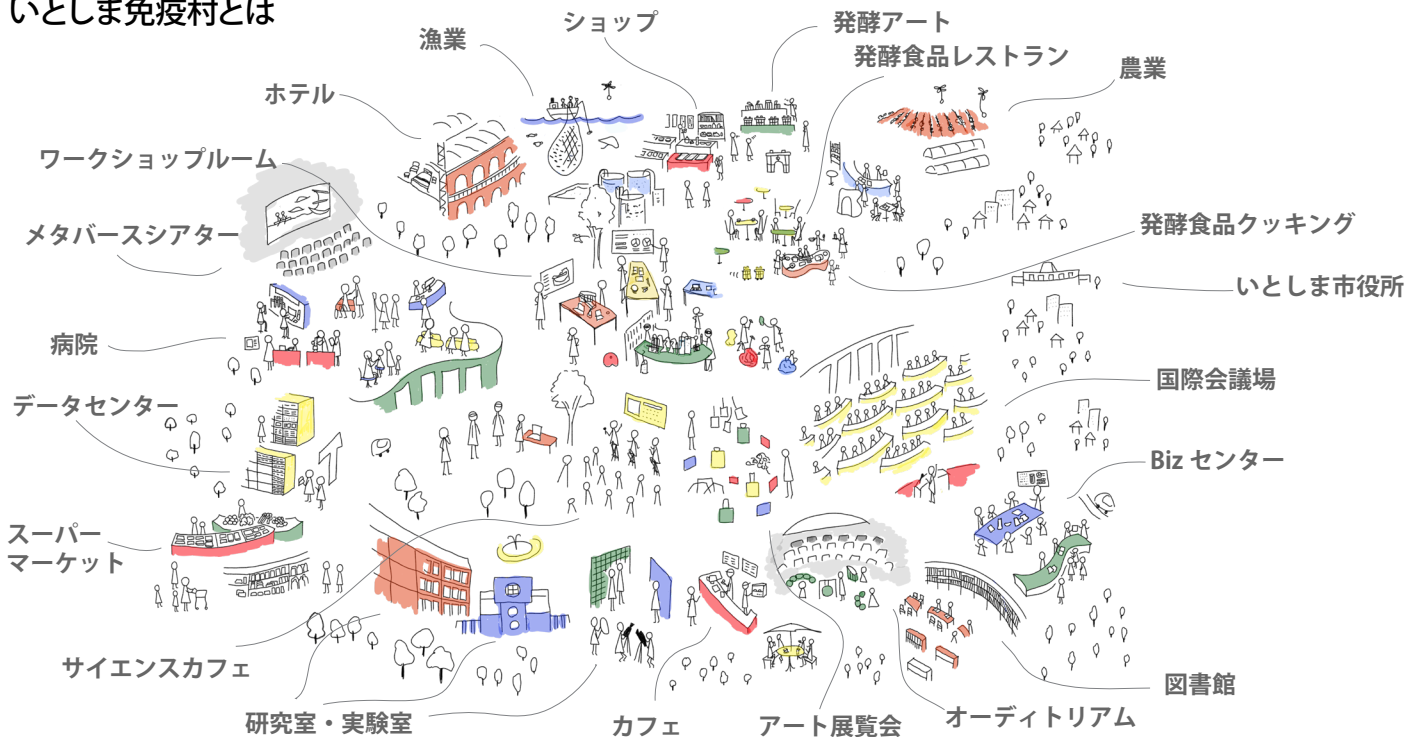 いとしま免疫村とは
ショップ
発酵アート
漁業
発酵食品レストラン
農業
ホテル
ワークショップルーム
メタバースシアター
発酵食品クッキング
いとしま市役所
病院
国際会議場
データセンター
Biz センター
スーパー
マーケット
サイエンスカフェ
図書館
研究室・実験室
カフェ
アート展覧会
オーディトリアム